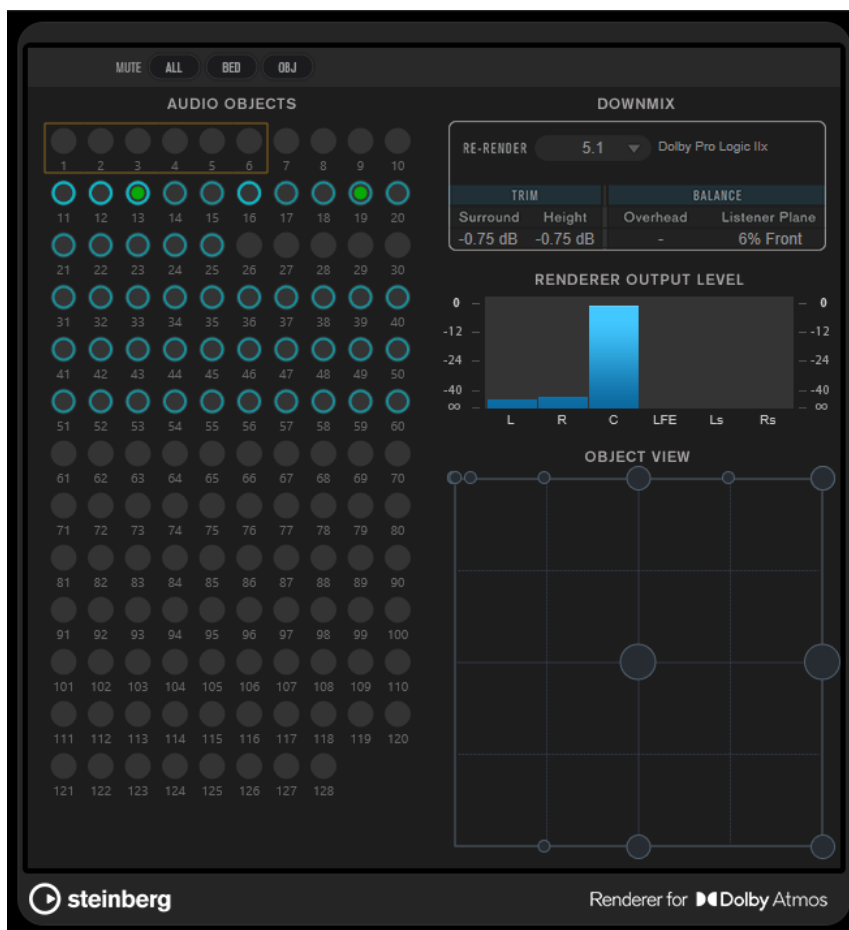 MUTE ALL BED OBJ
AUDIO OBJECTS
1 2 3 4 5 6 7 8 9 10
11 12 13 14 15 16 17 18 19 20
21 22 23 24 25 26 27 28 29 30
31 32 33 34 35 36 37 38 39 40
41 42 43 44 45 46 47 48 49 50
51 52 53 54 55 56 57 58 59 60
61 62 63 64 65 66 67 68 69 70
71 72 73 74 75 76 77 78 79 80
81 82 83 84 85 86 87 88 89 90
91 92 93 94 95 96 97 98 99 100
101 102 103 104 105 106 107 108 109 110
111 112 113 114 115 116 117 118 119 120
121 122 123 124 125 126 127 128
DOWNMIX
RE-RENDER 5.1 Dolby Pro Logic IIx
TRIM BALANCE
Surround Height Overhead Listener Plane
-0.75 dB -0.75 dB - 6% Front
RENDERER OUTPUT LEVEL
0 0
-12 -12
-24 -24
-40 -40
∞ ∞
L R C LFE Ls Rs
OBJECT VIEW
steinberg
Renderer for Dolby Atmos